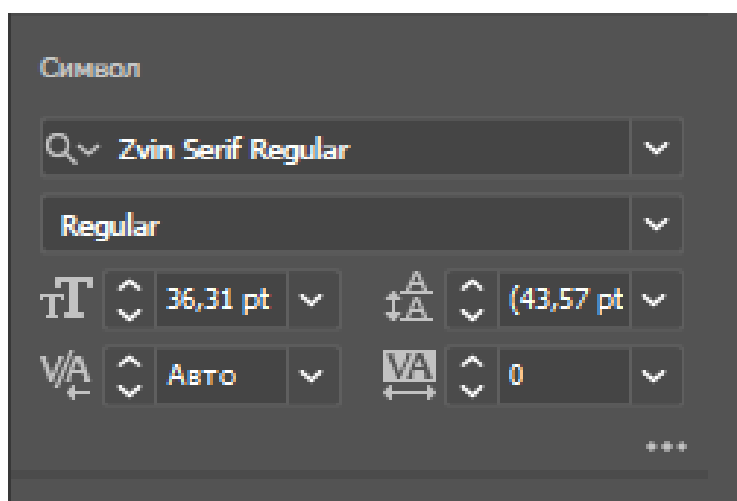 Символ
Zvin Serif Regular
Regular
36,31 pt (43,57 pt
Авто 0